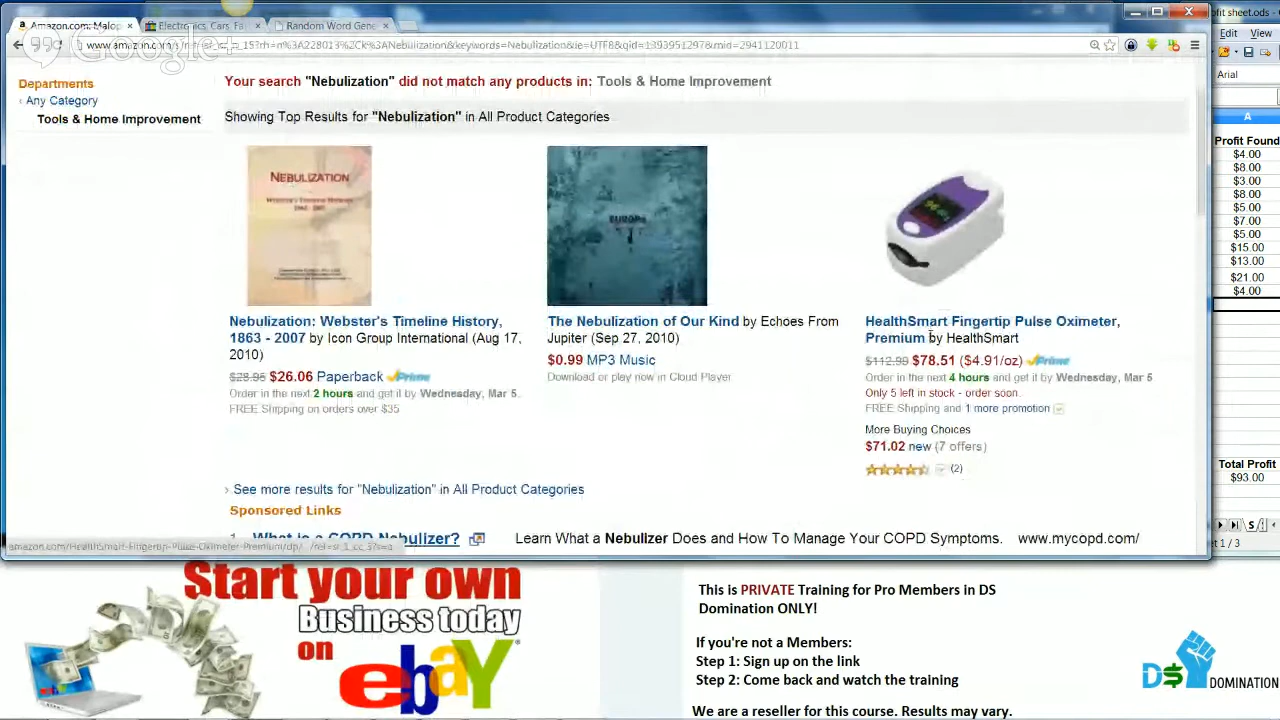 Amazon.com: Malop
Electronics, Cars, Fa
Random Word Gene
ofit sheet.ods -
Google+
Edit View
Arial
Departments
‹ Any Category
Tools & Home Improvement
Your search "Nebulization" did not match any products in: Tools & Home Improvement
Showing Top Results for "Nebulization" in All Product Categories
NEBULIZATION
Nebulization: Webster's Timeline History,
1863 - 2007 by Icon Group International (Aug 17,
2010)
$28.95 $26.06 Paperback Prime
Order in the next 2 hours and get it by Wednesday, Mar 5.
FREE Shipping on orders over $35
EUROPA
The Nebulization of Our Kind by Echoes From
Jupiter (Sep 27, 2010)
$0.99 MP3 Music
Download or play now in Cloud Player
HealthSmart Fingertip Pulse Oximeter,
Premium by HealthSmart
$112.99 $78.51 ($4.91/oz) Prime
Order in the next 4 hours and get it by Wednesday, Mar 5
Only 5 left in stock - order soon.
FREE Shipping and 1 more promotion
More Buying Choices
$71.02 new (7 offers)
(2)
› See more results for "Nebulization" in All Product Categories
Sponsored Links
1. What is a COPD Nebulizer?
Learn What a Nebulizer Does and How To Manage Your COPD Symptoms. www.mycopd.com/
A
Profit Found
$4.00
$8.00
$3.00
$8.00
$5.00
$7.00
$5.00
$15.00
$13.00
$21.00
$4.00
Total Profit
$93.00
et 1 / 3
Start your own
Business today
on
ebay
This is PRIVATE Training for Pro Members in DS
Domination ONLY!
If you're not a Members:
Step 1: Sign up on the link
Step 2: Come back and watch the training
We are a reseller for this course. Results may vary.
D$ DOMINATION